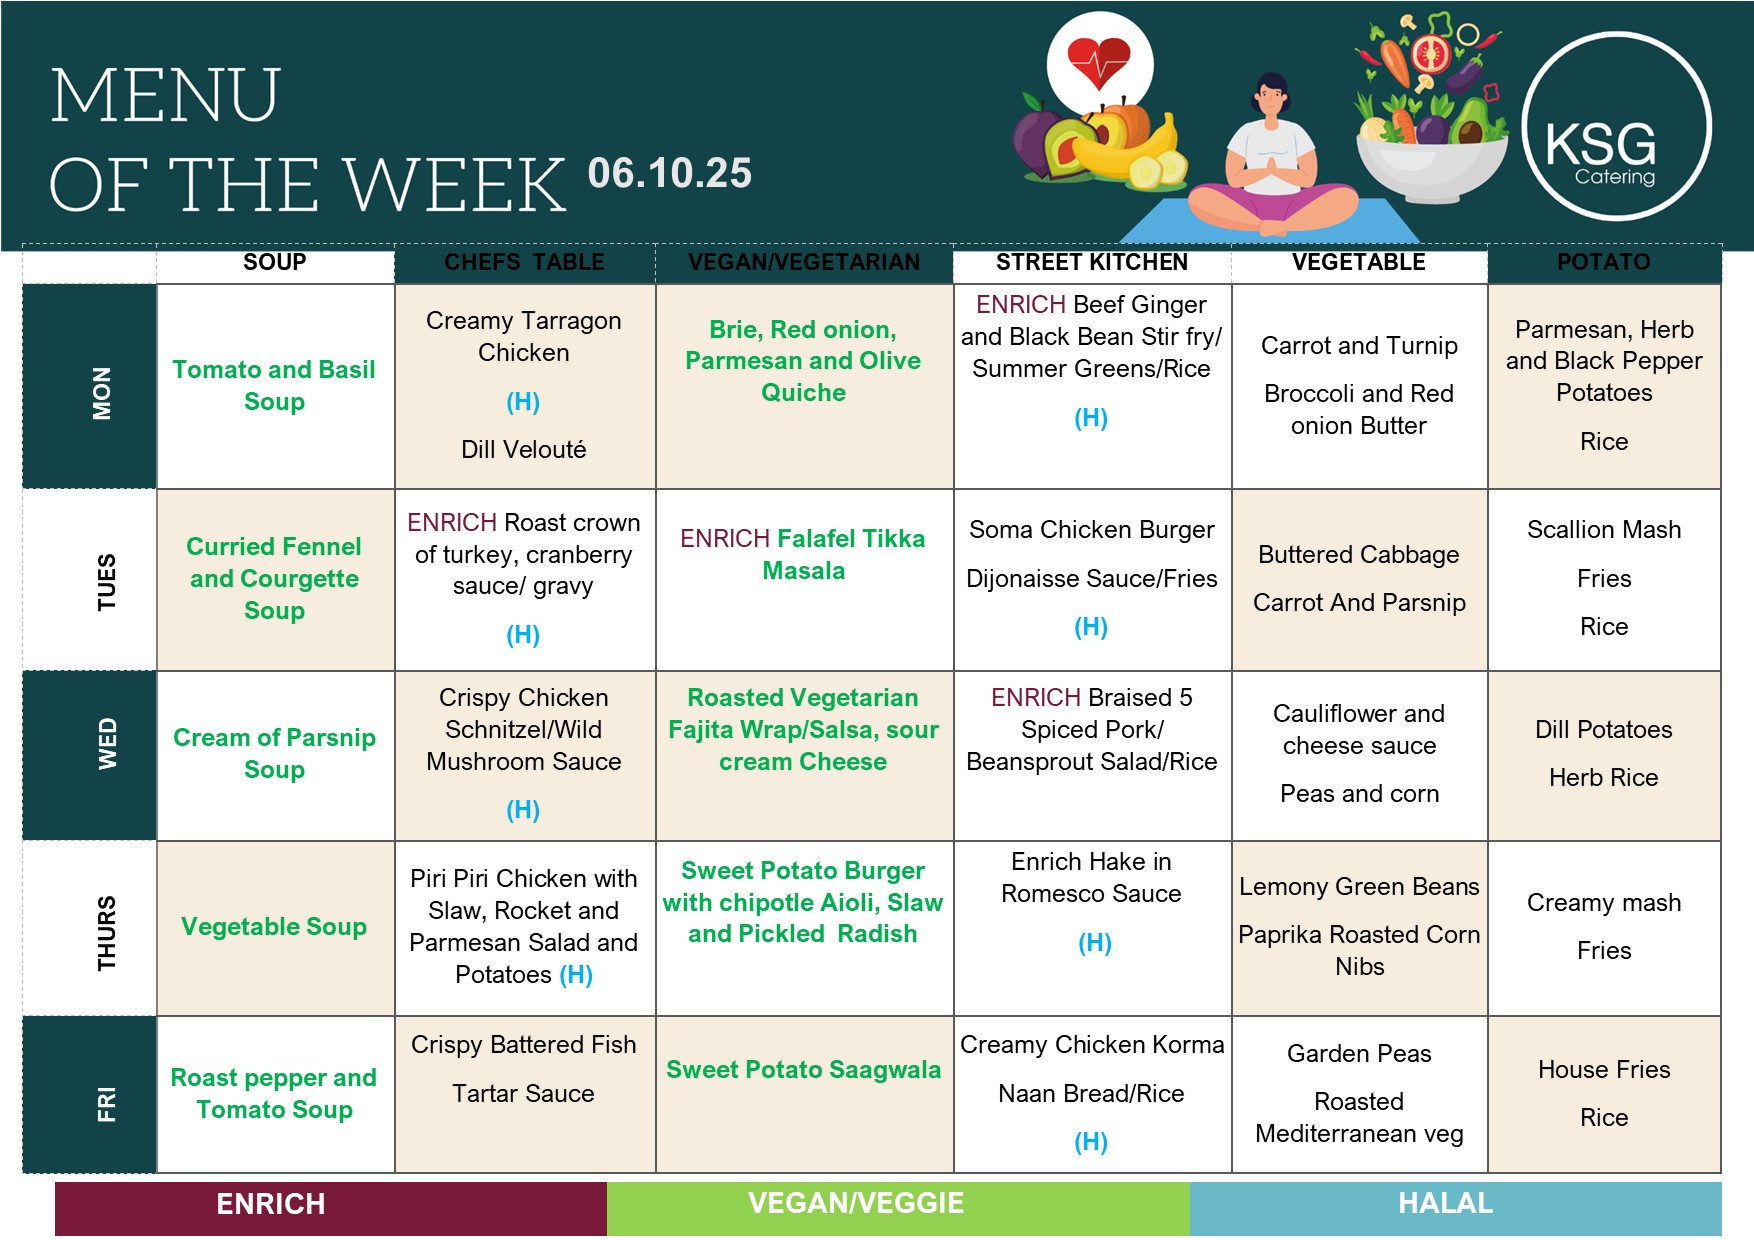 MENU
OF THE WEEK 06.10.25
KSG
Catering
SOUP
CHEFS  TABLE
VEGAN/VEGETARIAN
STREET KITCHEN
VEGETABLE
POTATO
MON
Tomato and Basil
Soup
Creamy Tarragon
Chicken
(H)
Dill Velouté
Brie, Red onion,
Parmesan and Olive
Quiche
ENRICH Beef Ginger
and Black Bean Stir fry/
Summer Greens/Rice
(H)
Carrot and Turnip
Broccoli and Red
onion Butter
Parmesan, Herb
and Black Pepper
Potatoes
Rice
TUES
Curried Fennel
and Courgette
Soup
ENRICH Roast crown
of turkey, cranberry
sauce/ gravy
(H)
ENRICH Falafel Tikka
Masala
Soma Chicken Burger
Dijonaisse Sauce/Fries
(H)
Buttered Cabbage
Carrot And Parsnip
Scallion Mash
Fries
Rice
WED
Cream of Parsnip
Soup
Crispy Chicken
Schnitzel/Wild
Mushroom Sauce
(H)
Roasted Vegetarian
Fajita Wrap/Salsa, sour
cream Cheese
ENRICH Braised 5
Spiced Pork/
Beansprout Salad/Rice
Cauliflower and
cheese sauce
Peas and corn
Dill Potatoes
Herb Rice
THURS
Vegetable Soup
Piri Piri Chicken with
Slaw, Rocket and
Parmesan Salad and
Potatoes (H)
Sweet Potato Burger
with chipotle Aioli, Slaw
and Pickled  Radish
Enrich Hake in
Romesco Sauce
(H)
Lemony Green Beans
Paprika Roasted Corn
Nibs
Creamy mash
Fries
FRI
Roast pepper and
Tomato Soup
Crispy Battered Fish
Tartar Sauce
Sweet Potato Saagwala
Creamy Chicken Korma
Naan Bread/Rice
(H)
Garden Peas
Roasted
Mediterranean veg
House Fries
Rice
ENRICH
VEGAN/VEGGIE
HALAL